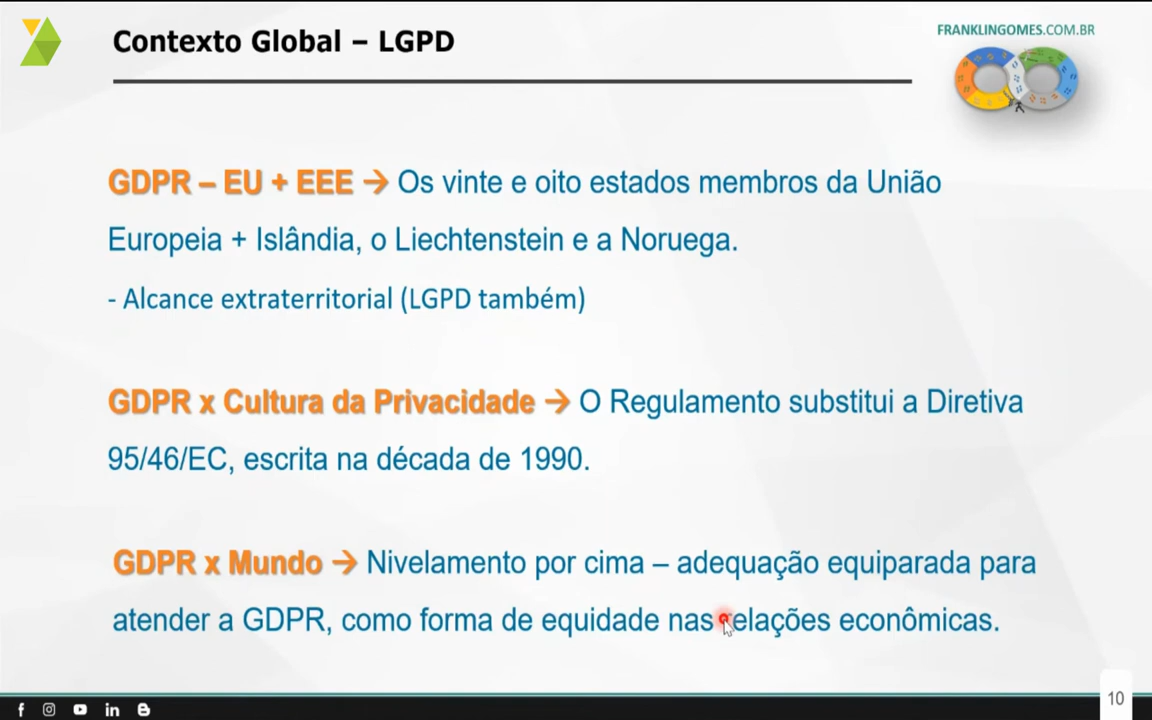 Contexto Global – LGPD
FRANKLINGOMES.COM.BR
GDPR – EU + EEE → Os vinte e oito estados membros da União
Europeia + Islândia, o Liechtenstein e a Noruega.
- Alcance extraterritorial (LGPD também)
GDPR x Cultura da Privacidade → O Regulamento substitui a Diretiva
95/46/EC, escrita na década de 1990.
GDPR x Mundo → Nivelamento por cima – adequação equiparada para
atender a GDPR, como forma de equidade nas relações econômicas.
10